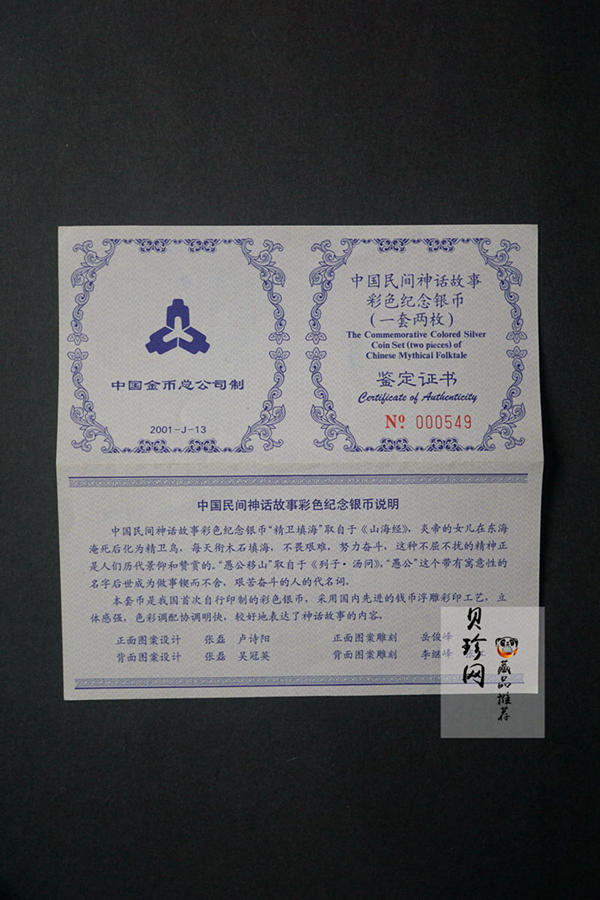 中国金币总公司制
2001-J-13
中国民间神话故事
彩色纪念银币
(一套两枚)
The Commemorative Colored Silver
Coin Set (two pieces) of
Chinese Mythical Folktale
鉴定证书
Certificate of Authenticity
No. 000549
中国民间神话故事彩色纪念银币说明
中国民间神话故事彩色纪念银币“精卫填海”取自于《山海经》，炎帝的女儿在东海
淹死后化为精卫鸟，每天衔木石填海，不畏艰难，努力奋斗，这种不屈不扰的精神正
是人们历代景仰和赞赏的。“愚公移山”取自于《列子·汤问》，“愚公”这个带有寓意性的
名字后世成为做事锲而不舍，艰苦奋斗的人的代名词。
本套币是我国首次自行印制的彩色银币，采用国内先进的钱币浮雕彩印工艺，立
体感强，色彩调配协调明快，较好地表达了神话故事的内容。
正面图案设计 张磊 卢诗阳 正面图案雕刻 岳俊峰
背面图案设计 张磊 吴冠英 背面图案雕刻 李继峰
贝珍网
藏品推荐